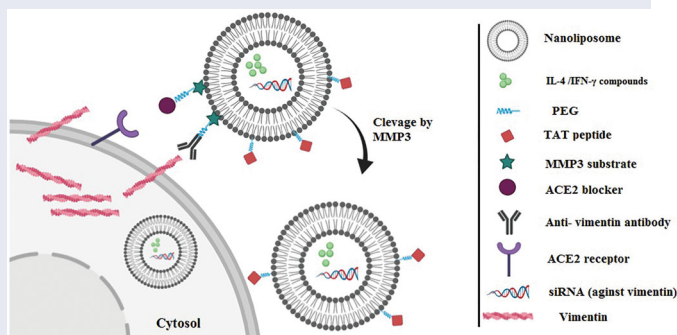 Clevage by
MMP3
Cytosol
Nanoliposome
IL-4 /IFN-γ compounds
PEG
TAT peptide
MMP3 substrate
ACE2 blocker
Anti- vimentin antibody
ACE2 receptor
siRNA (aginst vimentin)
Vimentin